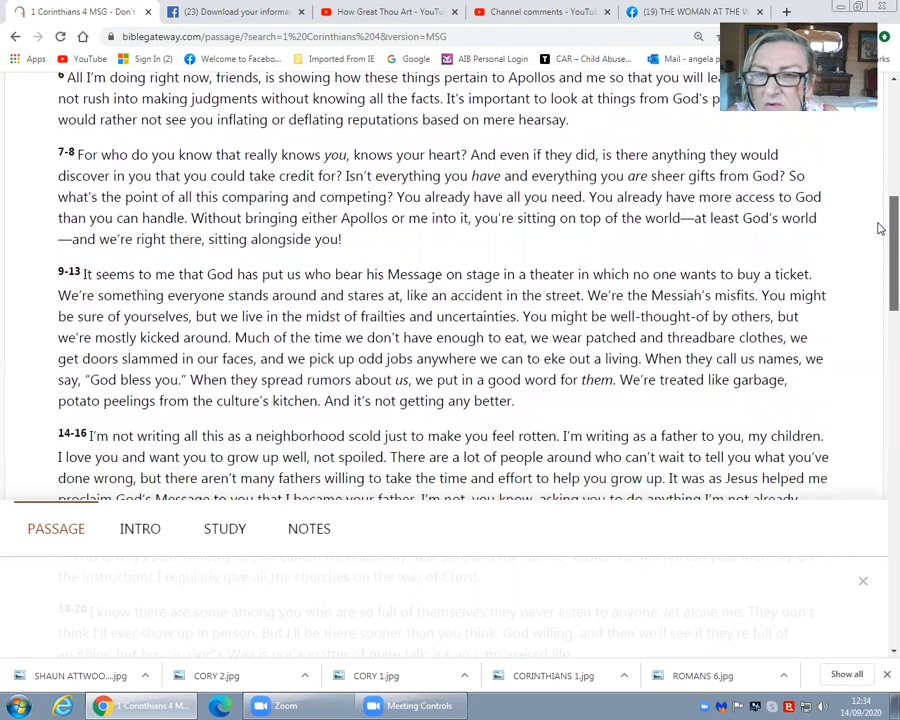 1 Corinthians 4 MSG - Don't
(23) Download your informa
How Great Thou Art - YouTu
Channel comments - YouTub
(19) THE WOMAN AT THE W
biblegateway.com/passage/?search=1%20Corinthians%204&version=MSG
Apps
YouTube
Sign In (2)
Welcome to Facebo
Imported From IE
Google
AIB Personal Login
CAR – Child Abuse...
Mail - angela p
rks
6 All I'm doing right now, friends, is showing how these things pertain to Apollos and me so that you will lea
not rush into making judgments without knowing all the facts. It's important to look at things from God's p
would rather not see you inflating or deflating reputations based on mere hearsay.
7-8 For who do you know that really knows you, knows your heart? And even if they did, is there anything they would
discover in you that you could take credit for? Isn't everything you have and everything you are sheer gifts from God? So
what's the point of all this comparing and competing? You already have all you need. You already have more access to God
than you can handle. Without bringing either Apollos or me into it, you're sitting on top of the world—at least God's world
—and we're right there, sitting alongside you!
9-13 It seems to me that God has put us who bear his Message on stage in a theater in which no one wants to buy a ticket.
We're something everyone stands around and stares at, like an accident in the street. We're the Messiah's misfits. You might
be sure of yourselves, but we live in the midst of frailties and uncertainties. You might be well-thought-of by others, but
we're mostly kicked around. Much of the time we don't have enough to eat, we wear patched and threadbare clothes, we
get doors slammed in our faces, and we pick up odd jobs anywhere we can to eke out a living. When they call us names, we
say, "God bless you." When they spread rumors about us, we put in a good word for them. We're treated like garbage,
potato peelings from the culture's kitchen. And it's not getting any better.
14-16 I'm not writing all this as a neighborhood scold just to make you feel rotten. I'm writing as a father to you, my children.
I love you and want you to grow up well, not spoiled. There are a lot of people around who can't wait to tell you what you've
done wrong, but there aren't many fathers willing to take the time and effort to help you grow up. It was as Jesus helped me
proclaim God's Message to you that I became your father. I'm not, you know, asking you to do anything I'm not already
PASSAGE
INTRO
STUDY
NOTES
the instructions I regularly give all the churches on the way of Christ.
18-20 I know there are some among you who are so full of themselves they never listen to anyone, let alone me. They don't
think I'll ever show up in person. But I'll be there sooner than you think, God willing, and then we'll see if they're full of
SHAUN ATTWOO....jpg
CORY 2.jpg
CORY 1.jpg
CORINTHIANS 1.jpg
ROMANS 6.jpg
Show all
1 Corinthians 4 M...
Zoom
Meeting Controls
12:34
14/09/2020